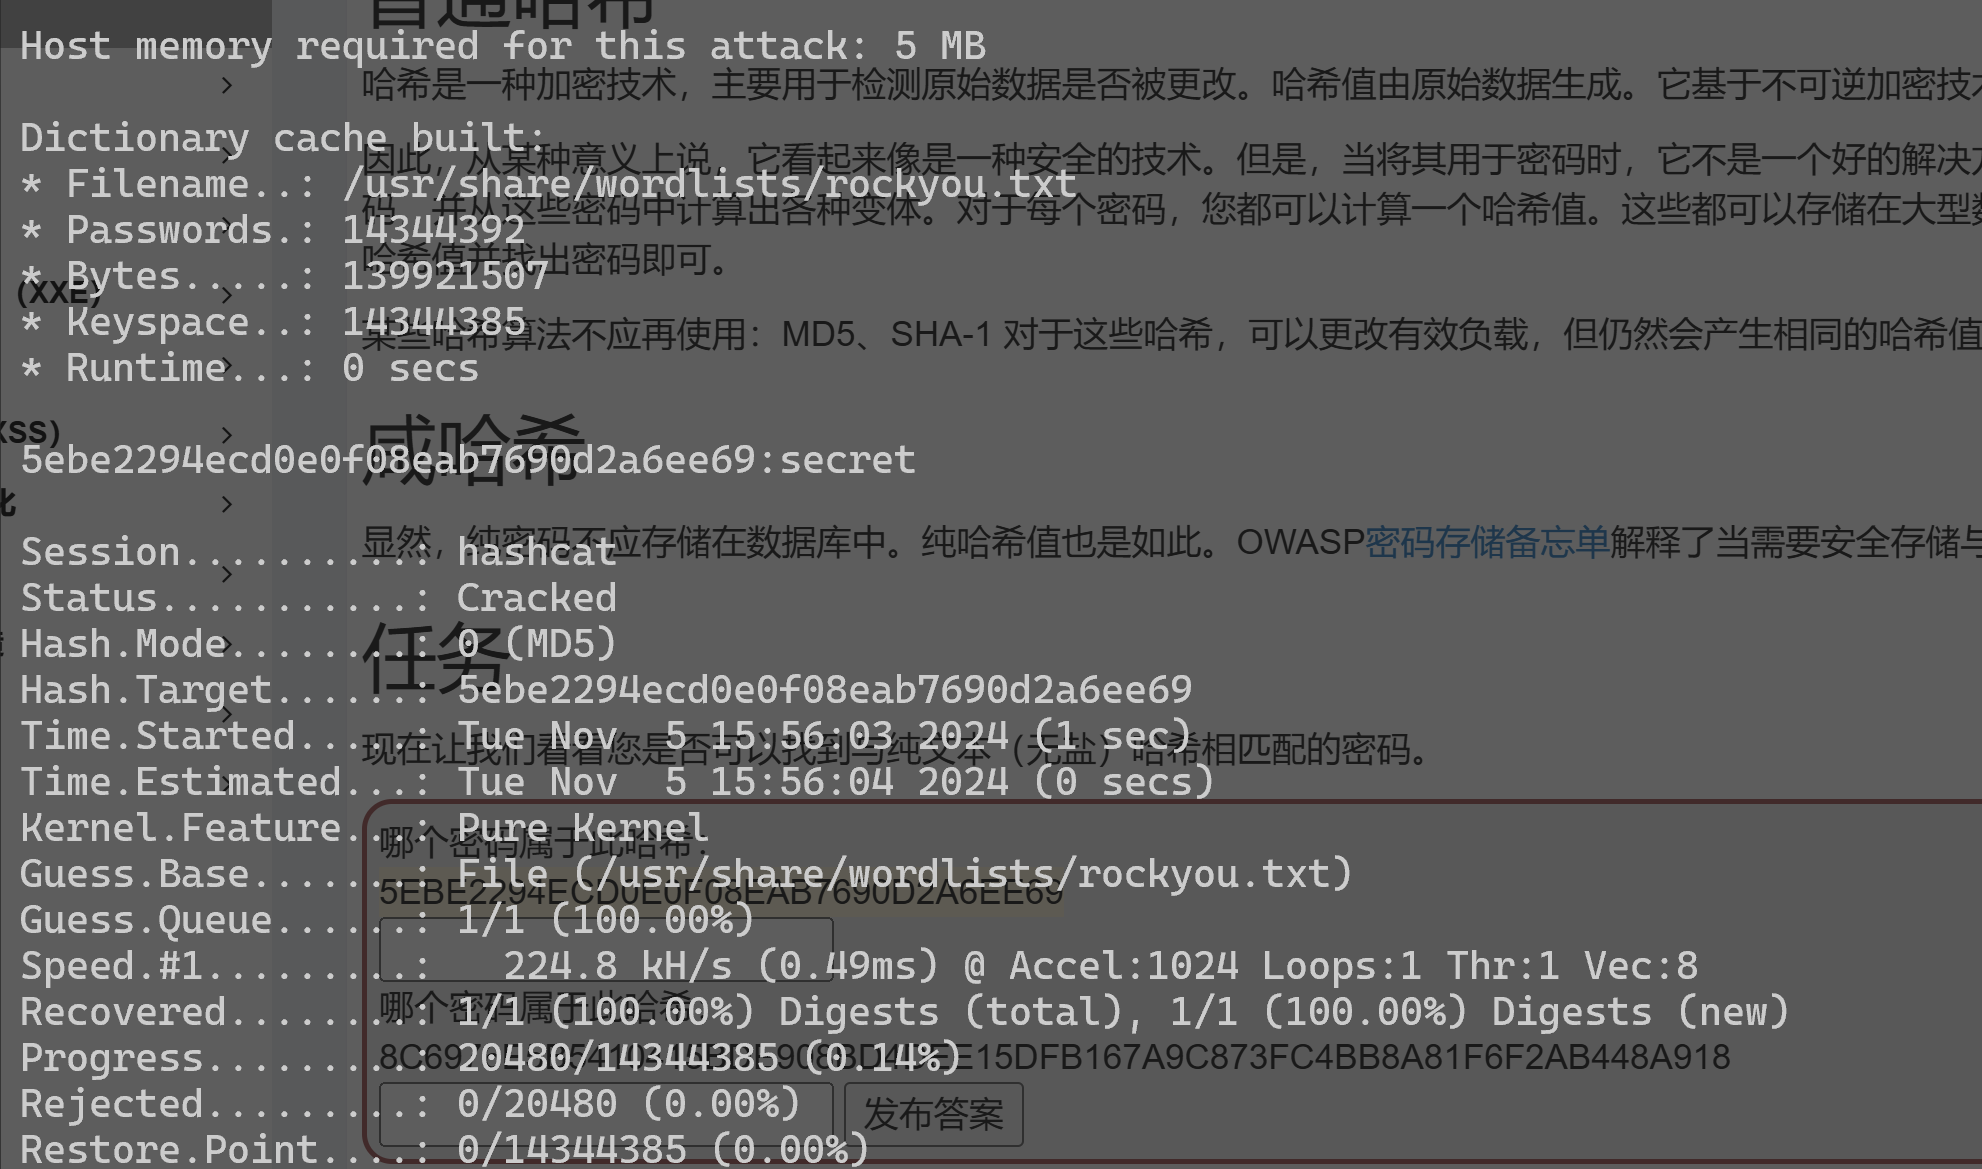 普通哈希
Host memory required for this attack: 5 MB
哈希是一种加密技术，主要用于检测原始数据是否被更改。哈希值由原始数据生成。它基于不可逆加密技术
Dictionary cache built:
因此，从某种意义上说，它看起来像是一种安全的技术。但是，当将其用于密码时，它不是一个好的解决方
* Filename..: /usr/share/wordlists/rockyou.txt
码，并从这些密码中计算出各种变体。对于每个密码，您都可以计算一个哈希值。这些都可以存储在大型数
* Passwords.: 14344392
哈希值并找出密码即可。
* Bytes.....: 139921507
(XXE)
* Keyspace..: 14344385
某些哈希算法不应再使用：MD5、SHA-1 对于这些哈希，可以更改有效负载，但仍然会产生相同的哈希值
* Runtime...: 0 secs
XSS)
咸哈希
5ebe2294ecd0e0f08eab7690d2a6ee69:secret
化
显然，纯密码不应存储在数据库中。纯哈希值也是如此。OWASP密码存储备忘单解释了当需要安全存储与
Session..........: hashcat
Status...........: Cracked
Hash.Mode........: 0 (MD5)
任务
Hash.Target......: 5ebe2294ecd0e0f08eab7690d2a6ee69
Time.Started.....: Tue Nov  5 15:56:03 2024 (1 sec)
现在让我们看看您是否可以找到与纯文本（无盐）哈希相匹配的密码。
Time.Estimated...: Tue Nov  5 15:56:04 2024 (0 secs)
Kernel.Feature...: Pure Kernel
哪个密码属于此哈希：
Guess.Base.......: File (/usr/share/wordlists/rockyou.txt)
5EBE2294ECD0E0F08EAB7690D2A6EE69
Guess.Queue......: 1/1 (100.00%)
Speed.#1.........:   224.8 kH/s (0.49ms) @ Accel:1024 Loops:1 Thr:1 Vec:8
哪个密码属于此哈希：
Recovered........: 1/1 (100.00%) Digests (total), 1/1 (100.00%) Digests (new)
Progress.........: 20480/14344385 (0.14%)
Rejected.........: 0/20480 (0.00%)
发布答案
Restore.Point....: 0/14344385 (0.00%)